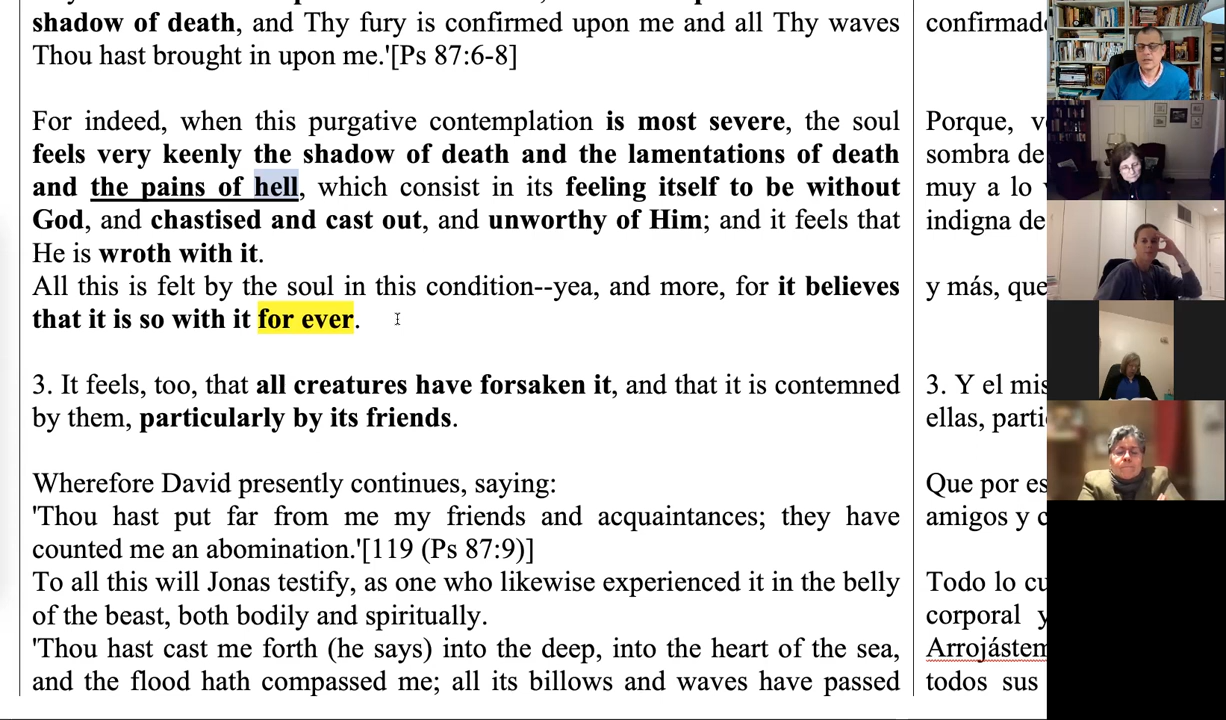 shadow of death, and Thy fury is confirmed upon me and all Thy waves
Thou hast brought in upon me.'[Ps 87:6-8]
For indeed, when this purgative contemplation is most severe, the soul
feels very keenly the shadow of death and the lamentations of death
and the pains of hell, which consist in its feeling itself to be without
God, and chastised and cast out, and unworthy of Him; and it feels that
He is wroth with it.
All this is felt by the soul in this condition--yea, and more, for it believes
that it is so with it for ever.
3. It feels, too, that all creatures have forsaken it, and that it is contemned
by them, particularly by its friends.
Wherefore David presently continues, saying:
'Thou hast put far from me my friends and acquaintances; they have
counted me an abomination.'[119 (Ps 87:9)]
To all this will Jonas testify, as one who likewise experienced it in the belly
of the beast, both bodily and spiritually.
'Thou hast cast me forth (he says) into the deep, into the heart of the sea,
and the flood hath compassed me; all its billows and waves have passed
confirmad
Porque,
sombra de
muy a lo
indigna de
y más, que
3. Y el mis
ellas, parti
Que por es
amigos y c
Todo lo cu
corporal y
Arrojástem
todos sus